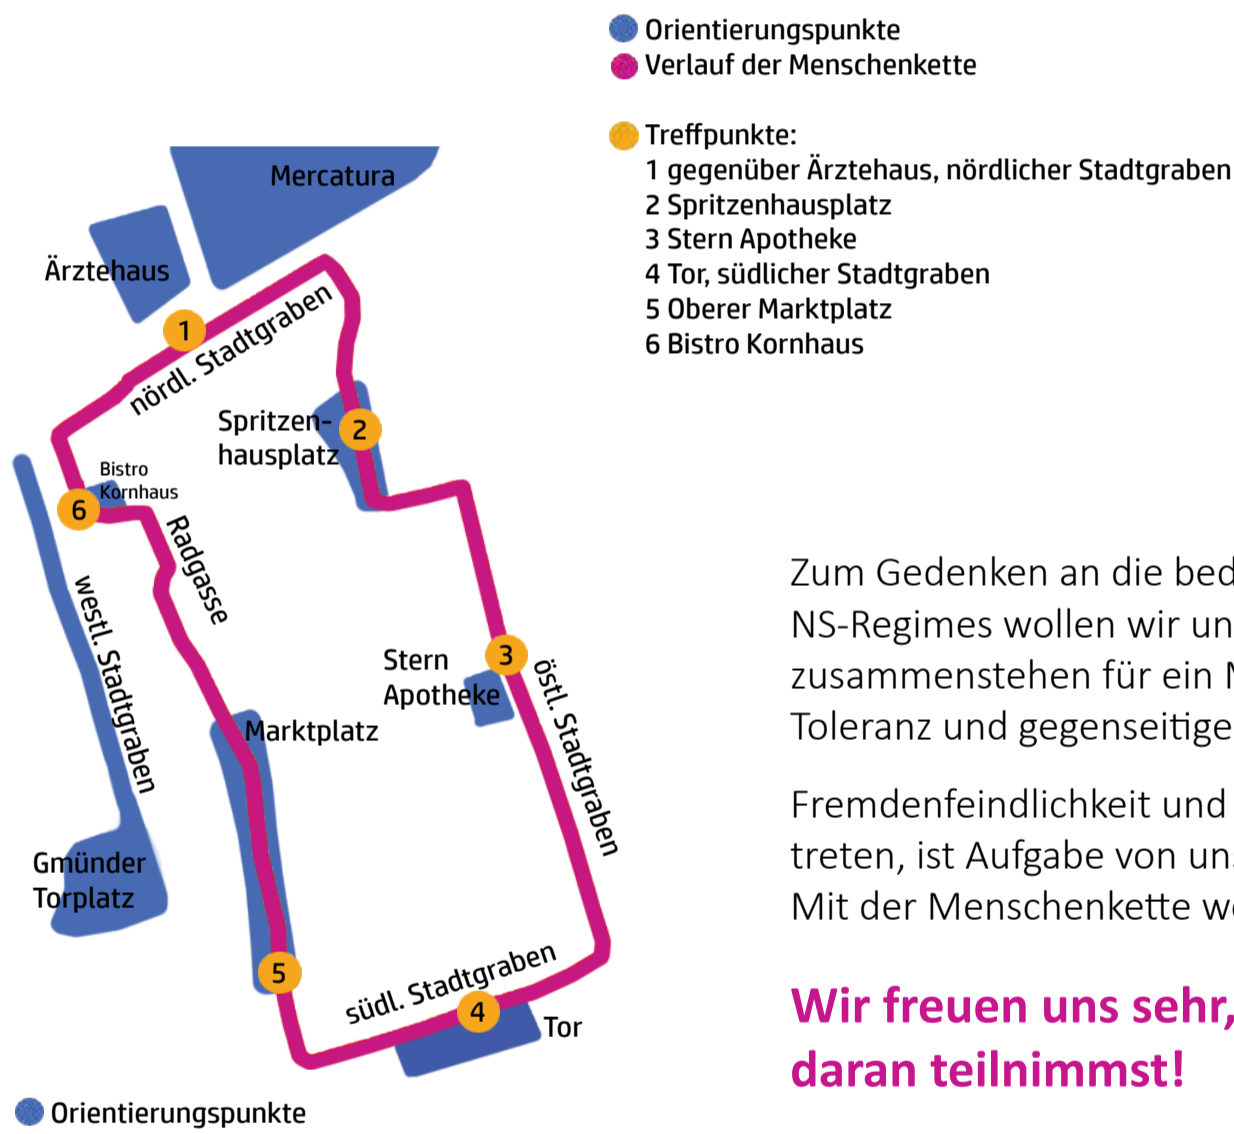 Orientierungspunkte
Verlauf der Menschenkette
Treffpunkte:
1 gegenüber Ärztehaus, nördlicher Stadtgraben
2 Spritzenhausplatz
3 Stern Apotheke
4 Tor, südlicher Stadtgraben
5 Oberer Marktplatz
6 Bistro Kornhaus
Mercatura
Ärztehaus
1
nördl. Stadtgraben
Spritzen-
hausplatz
2
Bistro
Kornhaus
6
Radgasse
westl. Stadtgraben
Stern
Apotheke
3
östl. Stadtgraben
Marktplatz
Gmünder
Torplatz
5
südl. Stadtgraben
4
Tor
Orientierungspunkte
Zum Gedenken an die
NS-Regimes wollen wir
zusammenstehen für ein
Toleranz und
Fremdenfeindlichkeit und
treten, ist Aufgabe von
Mit der Menschenkette
Wir freuen uns sehr,
daran teilnimmst!